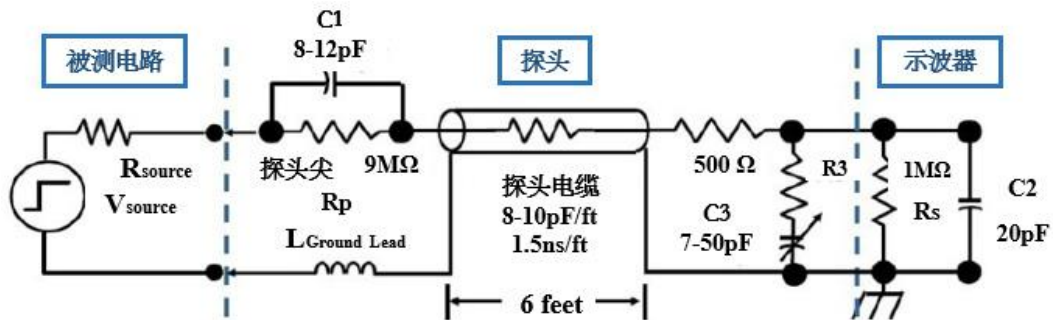 C1
8-12pF
被测电路
探头
示波器
Rsource
Vsource
探头尖
9MΩ
Rp
LGround Lead
探头电缆
8-10pF/ft
1.5ns/ft
6 feet
500 Ω
R3
C3
7-50pF
1MΩ
Rs
C2
20pF